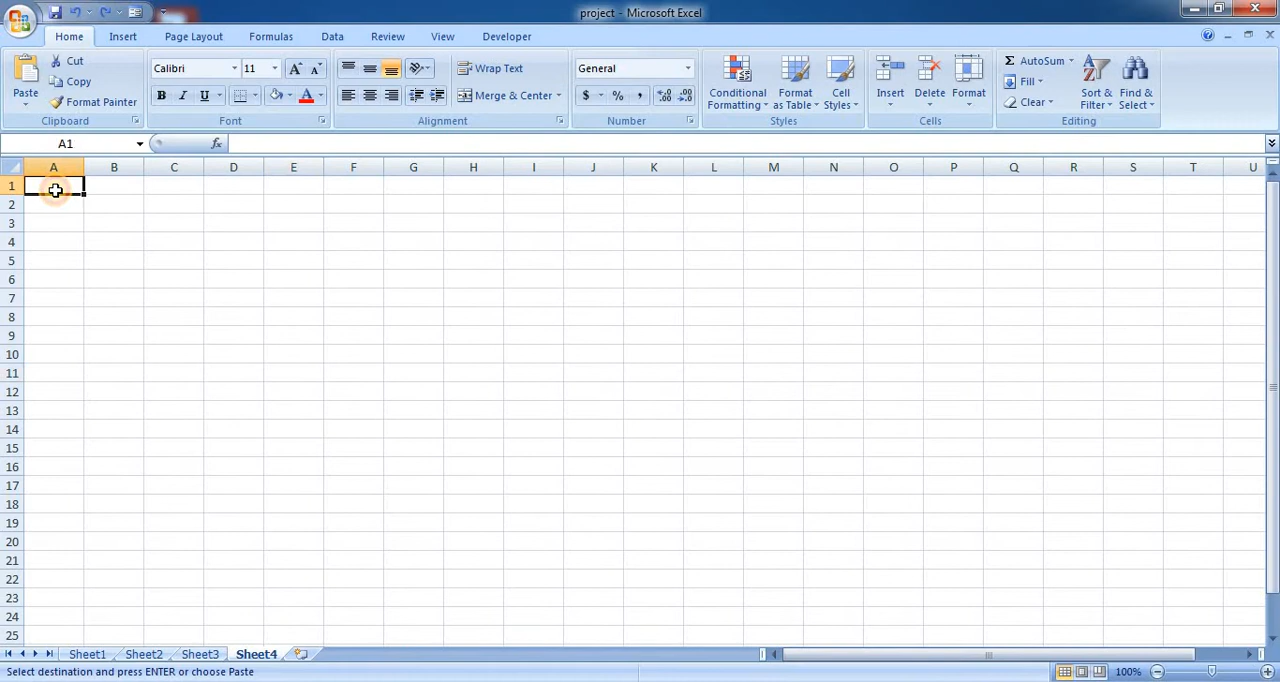 project - Microsoft Excel
Home Insert Page Layout Formulas Data Review View Developer
Paste Cut Copy Format Painter Clipboard
Calibri 11 A A B I U A Font
Wrap Text Merge & Center Alignment
General $ % , .0 .00 .00 .0 Number
Conditional Formatting Format as Table Cell Styles Styles
Insert Delete Format Cells
Σ AutoSum Fill Clear Sort & Filter Find & Select Editing
A1 fx
A B C D E F G H I J K L M N O P Q R S T U
1
2
3
4
5
6
7
8
9
10
11
12
13
14
15
16
17
18
19
20
21
22
23
24
25
Sheet1 Sheet2 Sheet3 Sheet4
Select destination and press ENTER or choose Paste 100%